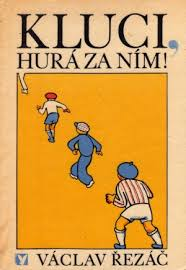 KLUCI,
HURÁ ZA NÍM!
VÁCLAV ŘEZÁČ